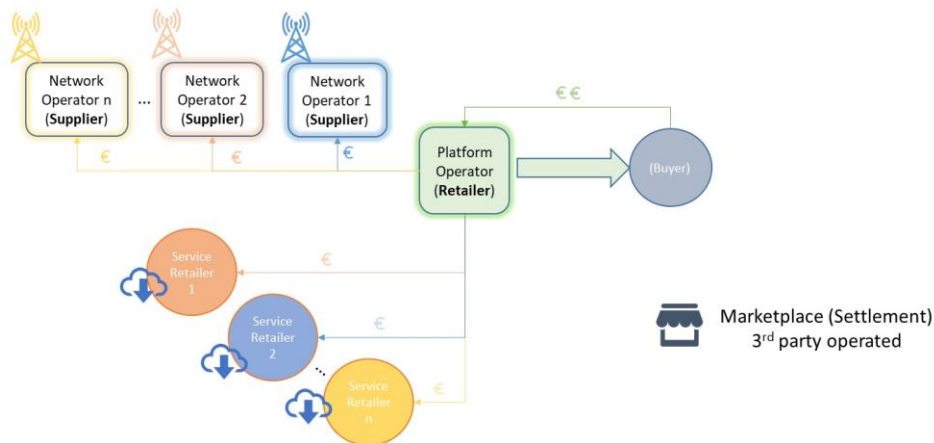 Network
Operator n
(Supplier)
...
Network
Operator 2
(Supplier)
Network
Operator 1
(Supplier)
€ €
€
€
€
Platform
Operator
(Retailer)
(Buyer)
Service
Retailer
1
€
Service
Retailer
2
€
...
Service
Retailer
n
€
Marketplace (Settlement)
3rd party operated